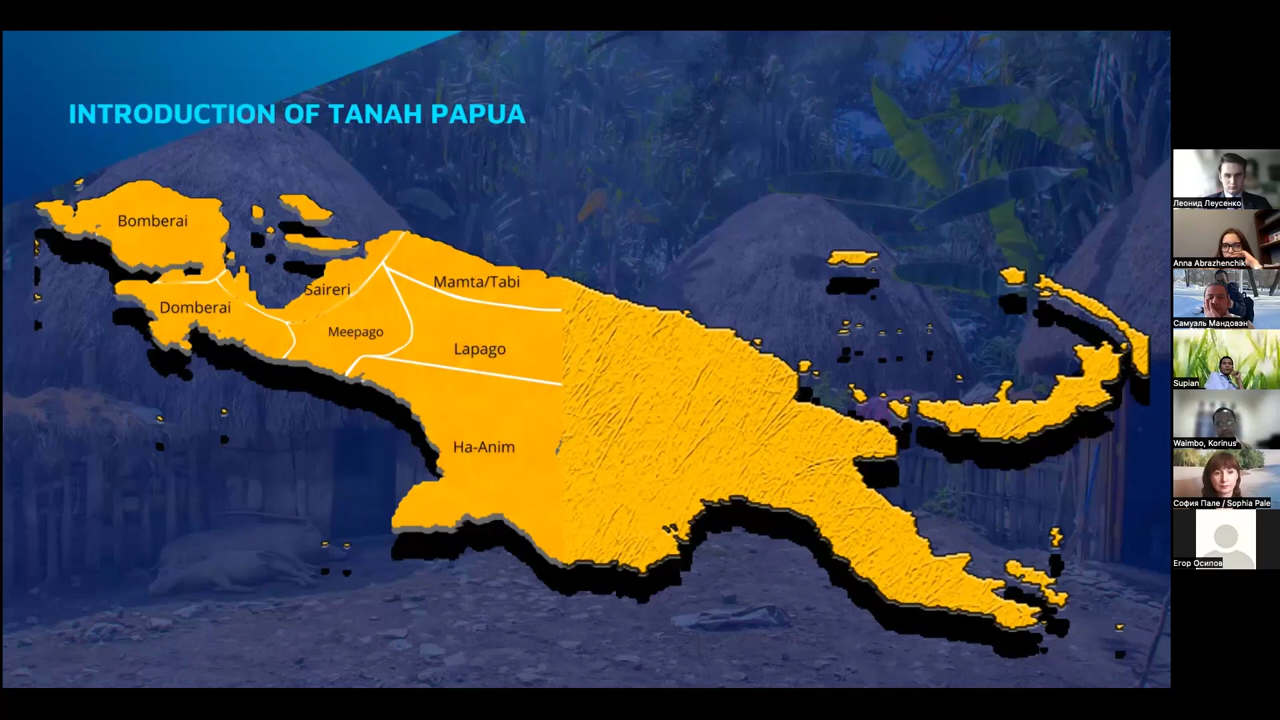 INTRODUCTION OF TANAH PAPUA
Bomberai
Domberai
Saireri
Mamta/Tabi
Meepago
Lapago
Ha-Anim
Леонид Леусенко
Anna Abrazhenchik
Самуэль Мандовэн
Supian
Waimbo, Korinus
София Пале / Sophia Pale
Егор Осипов